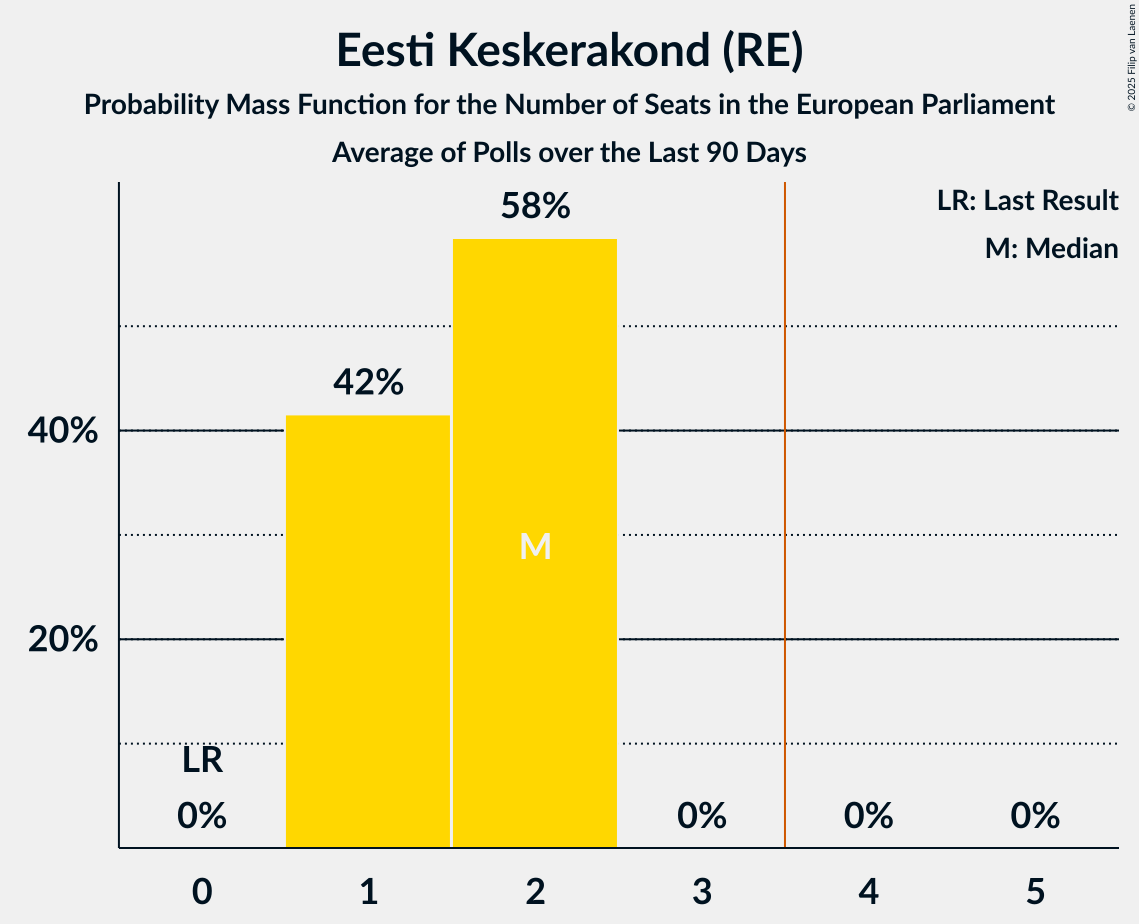 Eesti Keskerakond (RE)
Probability Mass Function for the Number of Seats in the European Parliament
Average of Polls over the Last 90 Days
© 2025 Filip van Laenen
LR: Last Result
M: Median
58%
42%
40%
M
20%
LR
0%
0%
0%
0%
0
1
2
3
4
5